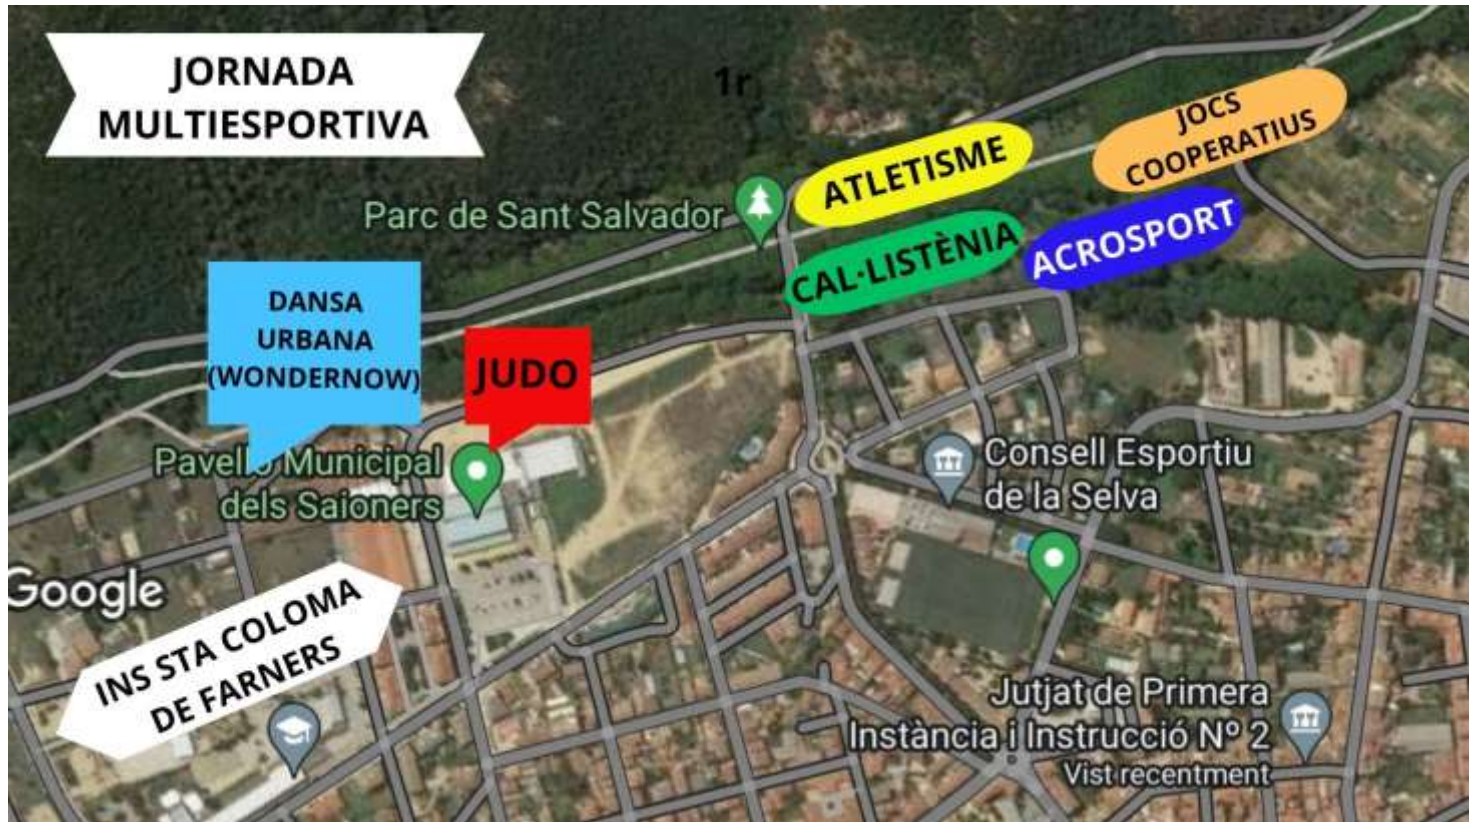 JORNADA
MULTIESPORTIVA
1r
ATLETISME
JOCS
COOPERATIUS
Parc de Sant Salvador
CAL·LISTÈNIA
ACROSPORT
DANSA
URBANA
(WONDERNOW)
JUDO
Pavelló Municipal
dels Saioners
Consell Esportiu
de la Selva
Google
INS STA COLOMA
DE FARNERS
Jutjat de Primera
Instància i Instrucció Nº 2
Vist recentment